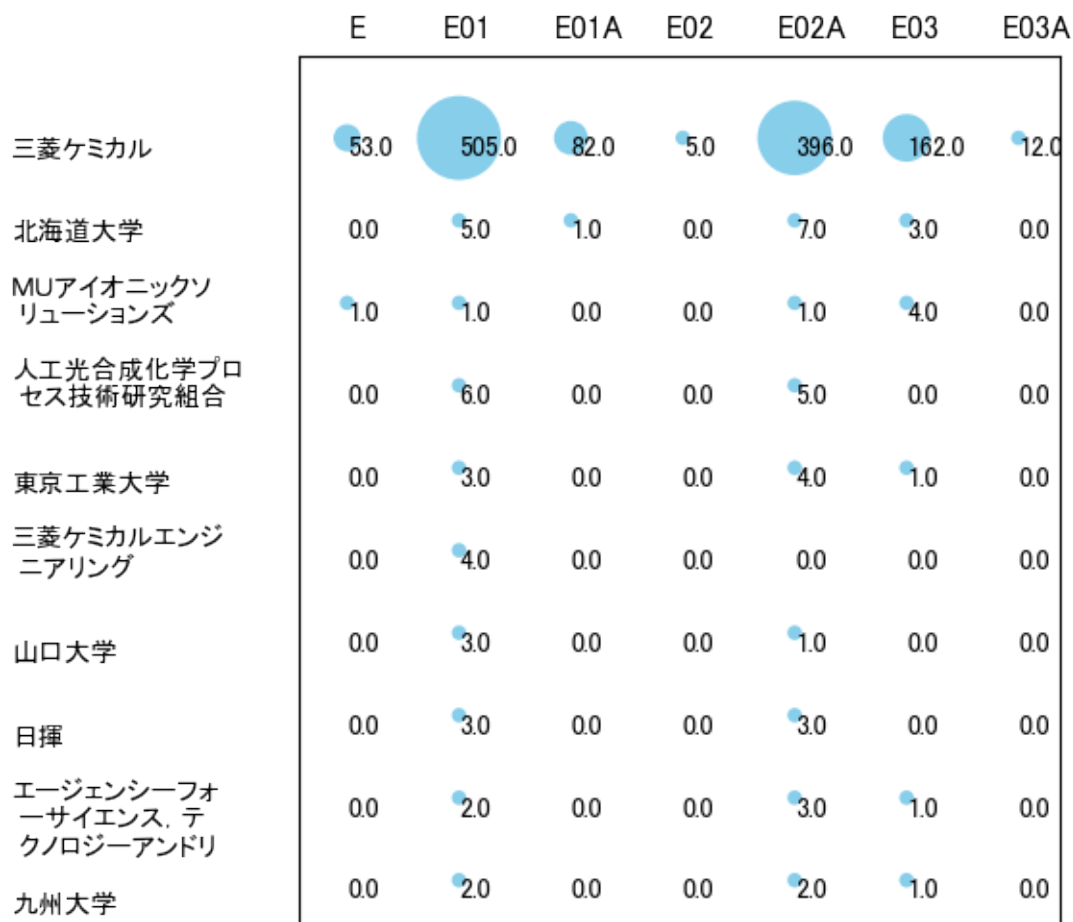 E E01 E01A E02 E02A E03 E03A
三菱ケミカル 53.0 505.0 82.0 5.0 396.0 162.0 12.0
北海道大学 0.0 5.0 1.0 0.0 7.0 3.0 0.0
MUアイオニックソ
リューションズ 1.0 1.0 0.0 0.0 1.0 4.0 0.0
人工光合成化学プロ
セス技術研究組合 0.0 6.0 0.0 0.0 5.0 0.0 0.0
東京工業大学 0.0 3.0 0.0 0.0 4.0 1.0 0.0
三菱ケミカルエンジ
ニアリング 0.0 4.0 0.0 0.0 0.0 0.0 0.0
山口大学 0.0 3.0 0.0 0.0 1.0 0.0 0.0
日揮 0.0 3.0 0.0 0.0 3.0 0.0 0.0
エージェンシーフォ
ーサイエンス，テ 0.0 2.0 0.0 0.0 3.0 1.0 0.0
クノロジーアンドリ
九州大学 0.0 2.0 0.0 0.0 2.0 1.0 0.0